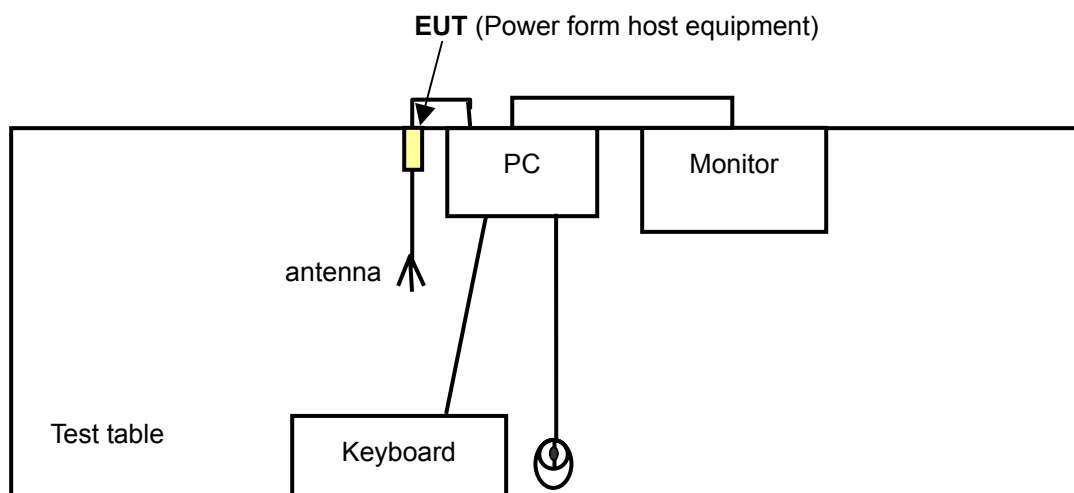 EUT (Power form host equipment)
PC
Monitor
antenna
Test table
Keyboard